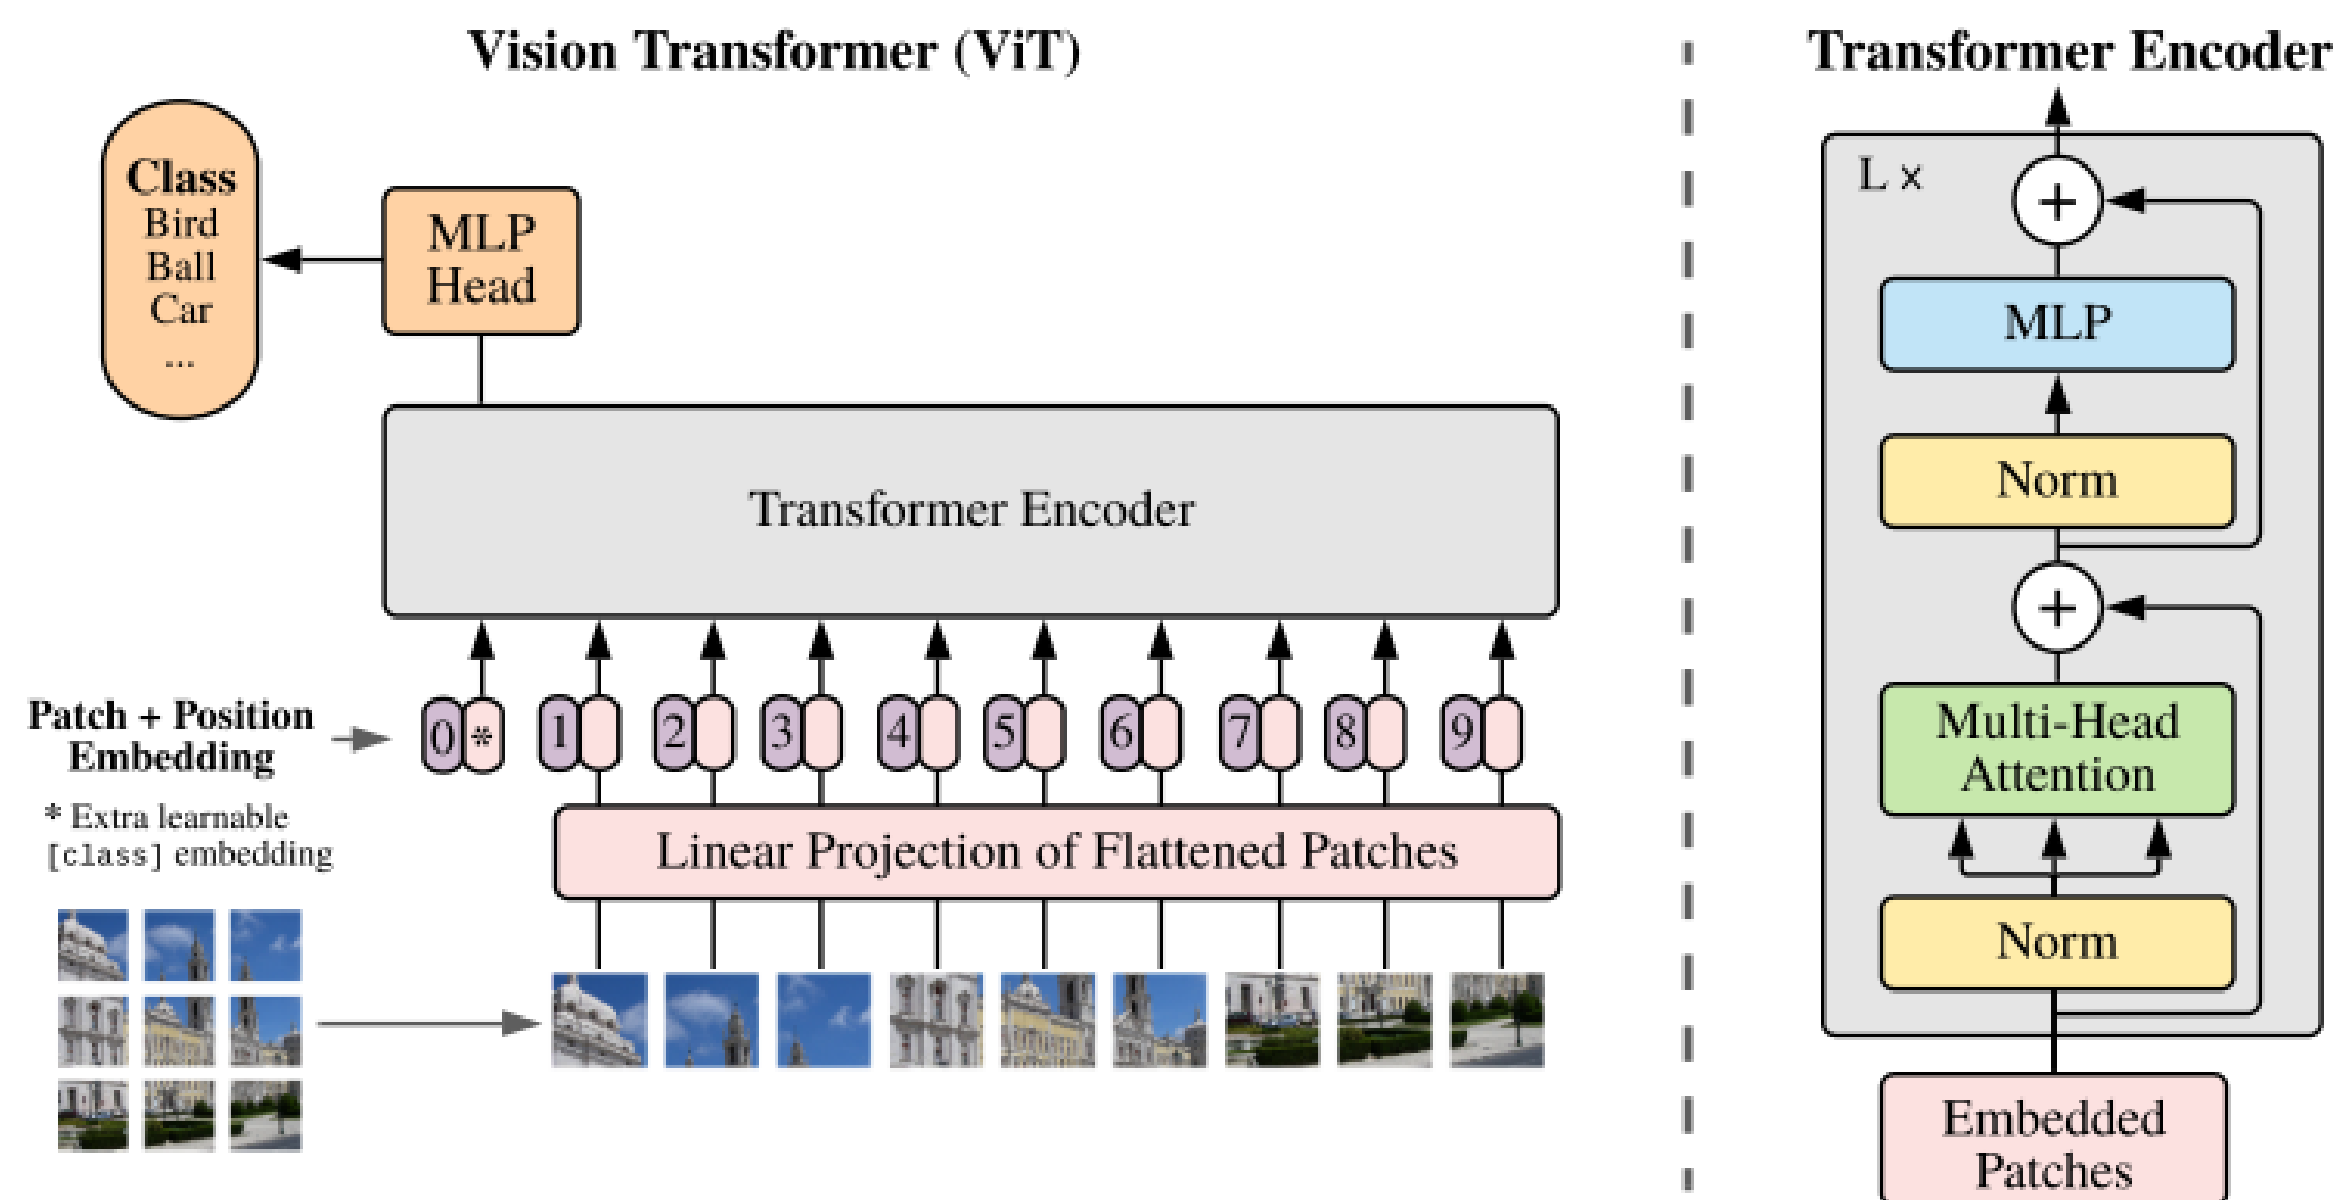 Vision Transformer (ViT)
Class
Bird
Ball
Car
...
MLP
Head
Transformer Encoder
Patch + Position
Embedding
0 * 1 2 3 4 5 6 7 8 9
* Extra learnable
[class] embedding
Linear Projection of Flattened Patches
Transformer Encoder
L ×
+
MLP
Norm
+
Multi-Head
Attention
Norm
Embedded
Patches